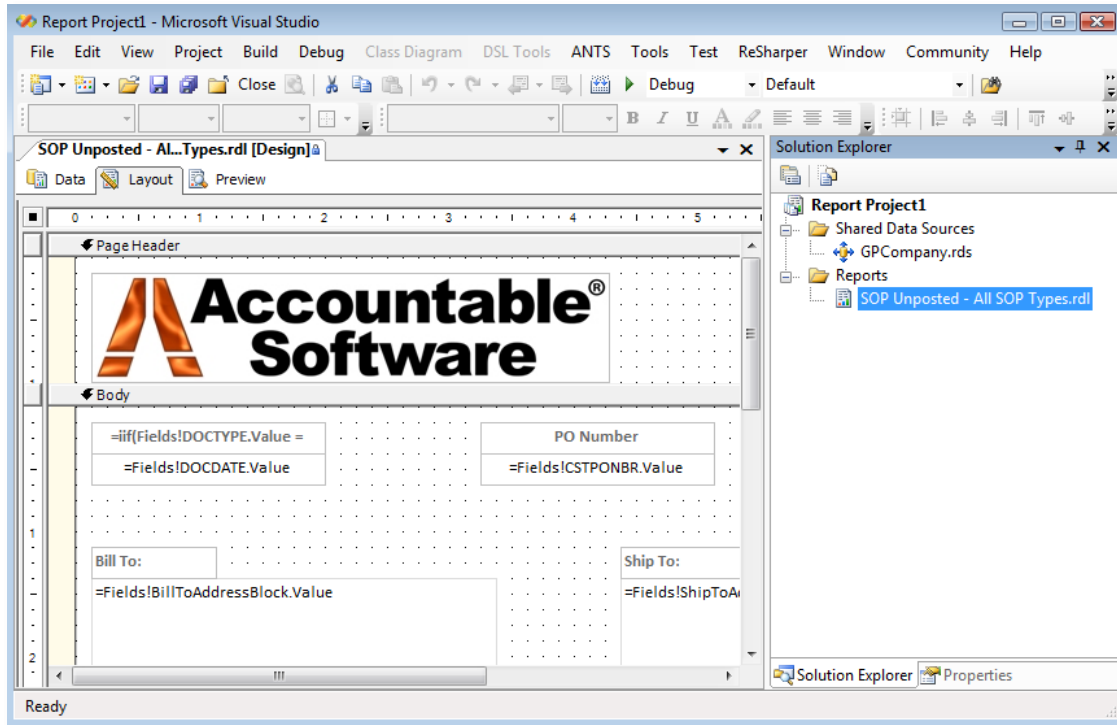 Report Project1 - Microsoft Visual Studio
File Edit View Project Build Debug Class Diagram DSL Tools ANTS Tools Test ReSharper Window Community Help
Close Debug Default
B I U A
SOP Unposted - Al...Types.rdl [Design]
Solution Explorer
Data Layout Preview
0 1 2 3 4 5
Report Project1
Shared Data Sources
GPCompany.rds
Reports
SOP Unposted - All SOP Types.rdl
Page Header
Accountable®
Software
Body
=iif(Fields!DOCTYPE.Value = PO Number
=Fields!DOCDATE.Value =Fields!CSTPONBR.Value
1
Bill To: Ship To:
=Fields!BillToAddressBlock.Value =Fields!ShipToA
2
Solution Explorer Properties
Ready